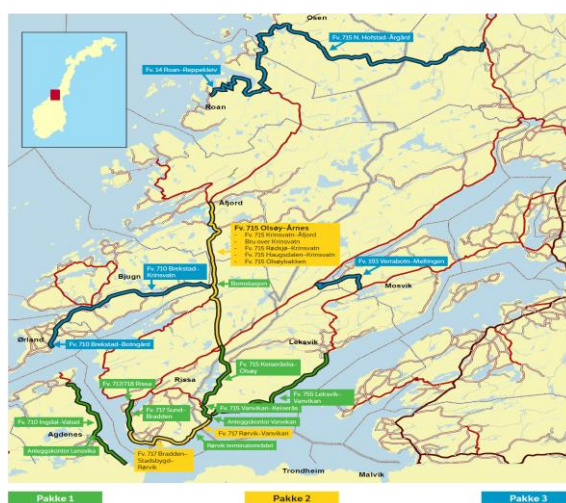 Osen
Fv. 715 N. Hofstad-Årgård
Fv. 14 Roan-Reppkleiv
Roan
Åfjord
Fv. 715 Olsøy-Årnes
- Fv. 715 Krinsvatn-Åfjord
- Bru over Krinsvatn
- Fv. 715 Rødsjø-Krinsvatn
- Fv. 715 Haugsdalen-Krinsvatn
- Fv. 715 Olsøybakken
Fv. 710 Brekstad-
Krinsvatn
Bjugn
Fv. 193 Verrabotn-Meltingen
Bomstasjon
Mosvik
Ørland
Fv. 710 Brekstad-Botngård
Leksvik
Fv. 715 Keiseråslia-
Olsøy
Rissa
Fv. 717/718 Rissa
Fv. 755 Leksvik-
Vanvikan
Fv. 717 Sund-
Bradden
Fv. 715 Vanvikan-Keiserås
Fv. 710 Ingdal-Valset
Anleggskontor Vanvikan
Agdenes
Fv. 717 Rørvik-Vanvikan
Anleggskontor Lensvika
Rørvik terminalområdet
Fv. 717 Bradden-
Stadsbygd-
Rørvik
Trondheim
Malvik
Pakke 1
Pakke 2
Pakke 3